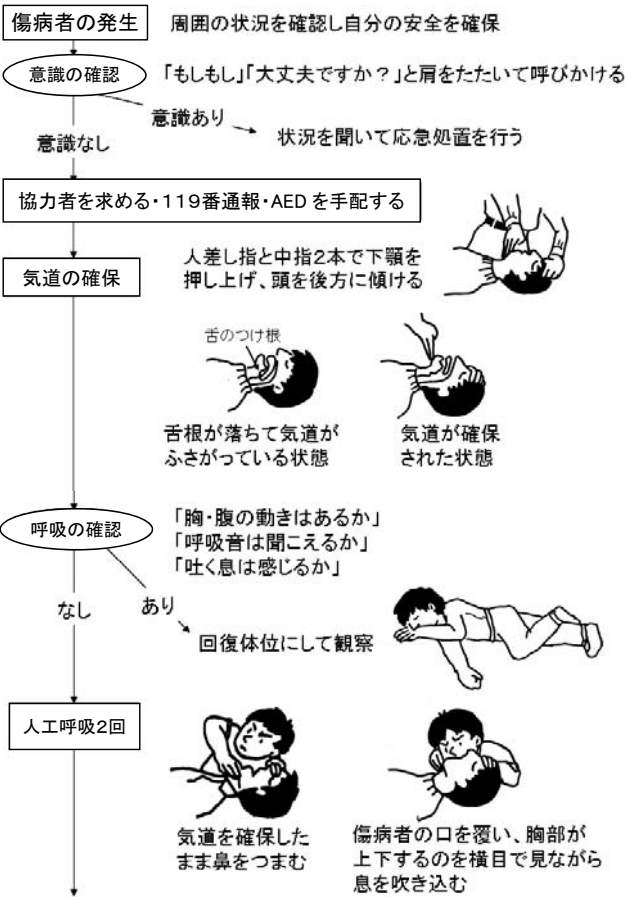 傷病者の発生
周囲の状況を確認し自分の安全を確保
意識の確認
「もしもし」「大丈夫ですか？」と肩をたたいて呼びかける
意識あり
意識なし
状況を聞いて応急処置を行う
協力者を求める・119番通報・AEDを手配する
気道の確保
人差し指と中指2本で下顎を
押し上げ、頭を後方に傾ける
舌のつけ根
舌根が落ちて気道が
ふさがっている状態
気道が確保
された状態
呼吸の確認
「胸・腹の動きはあるか」
「呼吸音は聞こえるか」
「吐く息は感じるか」
なし
あり
回復体位にして観察
人工呼吸2回
気道を確保した
まま鼻をつまむ
傷病者の口を覆い、胸部が
上下するのを横目で見ながら
息を吹き込む